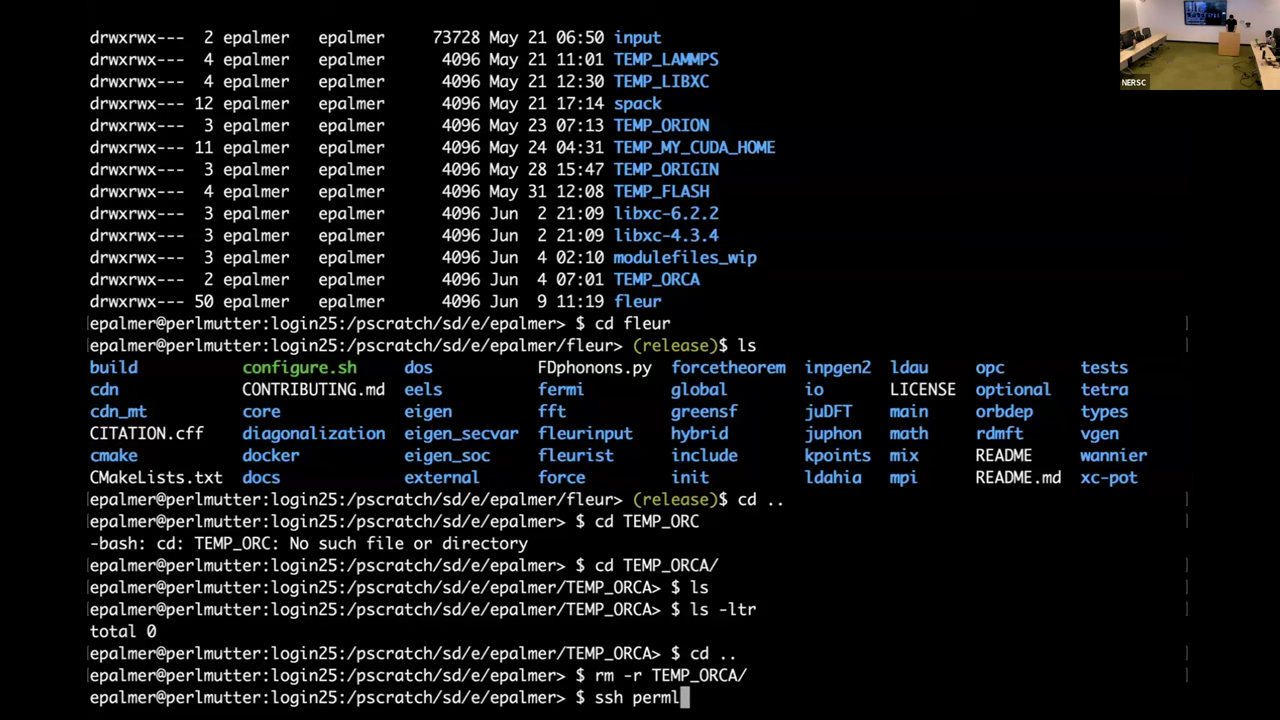 drwxrwx--- 2 epalmer epalmer 73728 May 21 06:50 input
drwxrwx--- 4 epalmer epalmer 4096 May 21 11:01 TEMP_LAMMPS
drwxrwx--- 4 epalmer epalmer 4096 May 21 12:30 TEMP_LIBXC
drwxrwx--- 12 epalmer epalmer 4096 May 21 17:14 spack
drwxrwx--- 3 epalmer epalmer 4096 May 23 07:13 TEMP_ORION
drwxrwx--- 11 epalmer epalmer 4096 May 24 04:31 TEMP_MY_CUDA_HOME
drwxrwx--- 3 epalmer epalmer 4096 May 28 15:47 TEMP_ORIGIN
drwxrwx--- 4 epalmer epalmer 4096 May 31 12:08 TEMP_FLASH
drwxrwx--- 3 epalmer epalmer 4096 Jun 2 21:09 libxc-6.2.2
drwxrwx--- 3 epalmer epalmer 4096 Jun 2 21:09 libxc-4.3.4
drwxrwx--- 3 epalmer epalmer 4096 Jun 4 02:10 modulefiles_wip
drwxrwx--- 2 epalmer epalmer 4096 Jun 4 07:01 TEMP_ORCA
drwxrwx--- 50 epalmer epalmer 4096 Jun 9 11:19 fleur
epalmer@perlmutter:login25:/pscratch/sd/e/epalmer> $ cd fleur
epalmer@perlmutter:login25:/pscratch/sd/e/epalmer/fleur> (release)$ ls
build configure.sh dos FDphonons.py forcetheorem inpgen2 ldau opc tests
cdn CONTRIBUTING.md eels fermi global io LICENSE optional tetra
cdn_mt core eigen fft greensf juDFT main orbdep types
CITATION.cff diagonalization eigen_secvar fleurinput hybrid juphon math rdmft vgen
cmake docker eigen_soc fleurist include kpoints mix README wannier
CMakeLists.txt docs external force init ldahia mpi README.md xc-pot
epalmer@perlmutter:login25:/pscratch/sd/e/epalmer/fleur> (release)$ cd ..
epalmer@perlmutter:login25:/pscratch/sd/e/epalmer> $ cd TEMP_ORC
-bash: cd: TEMP_ORC: No such file or directory
epalmer@perlmutter:login25:/pscratch/sd/e/epalmer> $ cd TEMP_ORCA/
epalmer@perlmutter:login25:/pscratch/sd/e/epalmer/TEMP_ORCA> $ ls
epalmer@perlmutter:login25:/pscratch/sd/e/epalmer/TEMP_ORCA> $ ls -ltr
total 0
epalmer@perlmutter:login25:/pscratch/sd/e/epalmer/TEMP_ORCA> $ cd ..
epalmer@perlmutter:login25:/pscratch/sd/e/epalmer> $ rm -r TEMP_ORCA/
epalmer@perlmutter:login25:/pscratch/sd/e/epalmer> $ ssh perml
NERSC